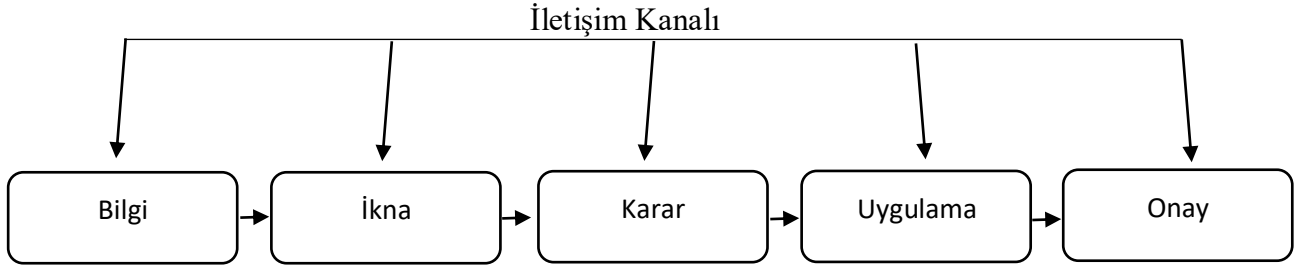 İletişim Kanalı
Bilgi
İkna
Karar
Uygulama
Onay